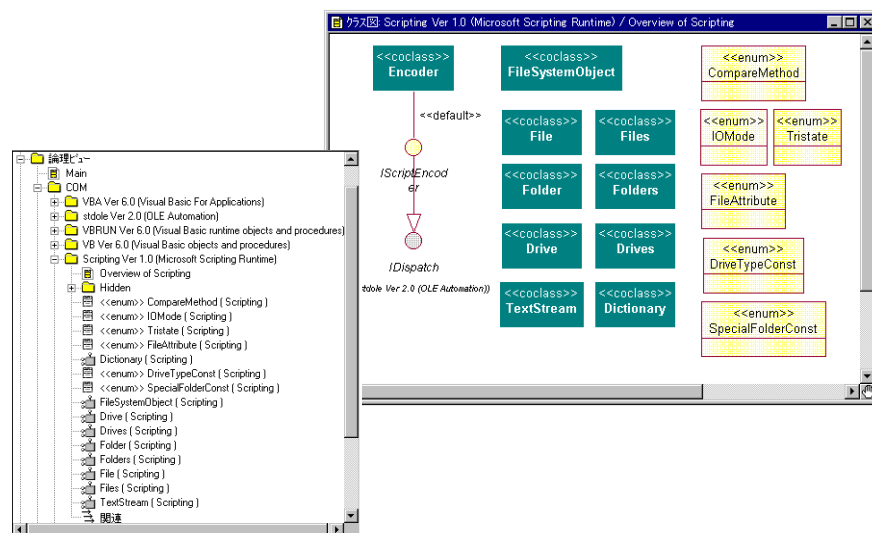 クラス図: Scripting Ver 1.0 (Microsoft Scripting Runtime) / Overview of Scripting
<<coclass>>
Encoder
<<default>>
IScriptEncod
er
IDispatch
stdole Ver 2.0 (OLE Automation))
<<coclass>>
FileSystemObject
<<coclass>>
File
<<coclass>>
Files
<<coclass>>
Folder
<<coclass>>
Folders
<<coclass>>
Drive
<<coclass>>
Drives
<<coclass>>
TextStream
<<coclass>>
Dictionary
<<enum>>
CompareMethod
<<enum>>
IOMode
<<enum>>
Tristate
<<enum>>
FileAttribute
<<enum>>
DriveTypeConst
<<enum>>
SpecialFolderConst
論理ビュー
Main
COM
VBA Ver 6.0 (Visual Basic For Applications)
stdole Ver 2.0 (OLE Automation)
VBRUN Ver 6.0 (Visual Basic runtime objects and procedures)
VB Ver 6.0 (Visual Basic objects and procedures)
Scripting Ver 1.0 (Microsoft Scripting Runtime)
Overview of Scripting
Hidden
<<enum>> CompareMethod ( Scripting )
<<enum>> IOMode ( Scripting )
<<enum>> Tristate ( Scripting )
<<enum>> FileAttribute ( Scripting )
Dictionary ( Scripting )
<<enum>> DriveTypeConst ( Scripting )
<<enum>> SpecialFolderConst ( Scripting )
FileSystemObject ( Scripting )
Drive ( Scripting )
Drives ( Scripting )
Folder ( Scripting )
Folders ( Scripting )
File ( Scripting )
Files ( Scripting )
TextStream ( Scripting )
関連